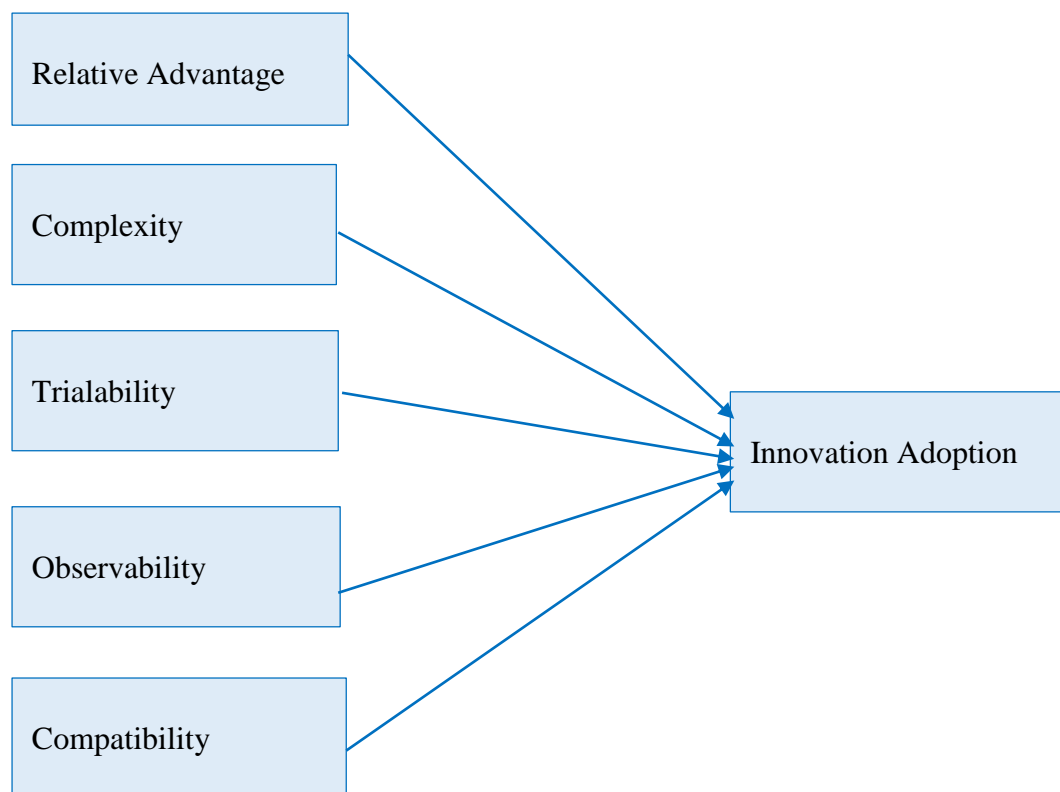 Relative Advantage
Complexity
Trialability
Innovation Adoption
Observability
Compatibility